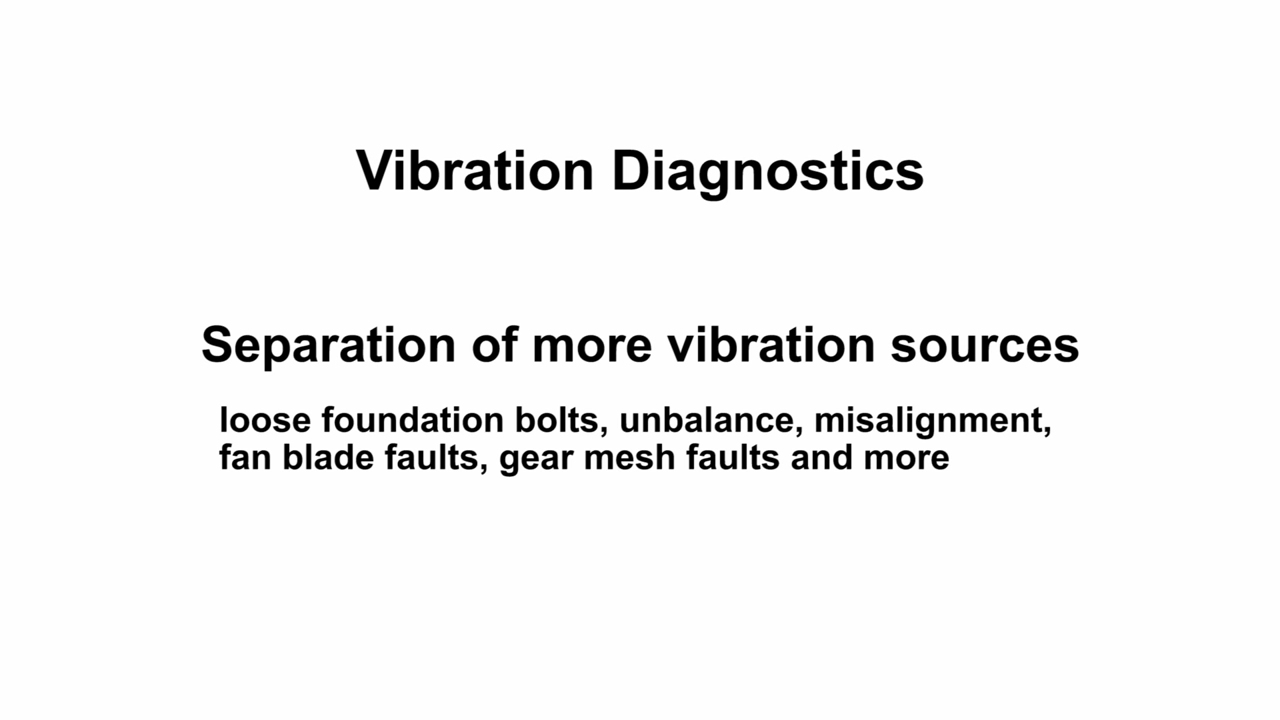 Vibration Diagnostics
Separation of more vibration sources
loose foundation bolts, unbalance, misalignment,
fan blade faults, gear mesh faults and more